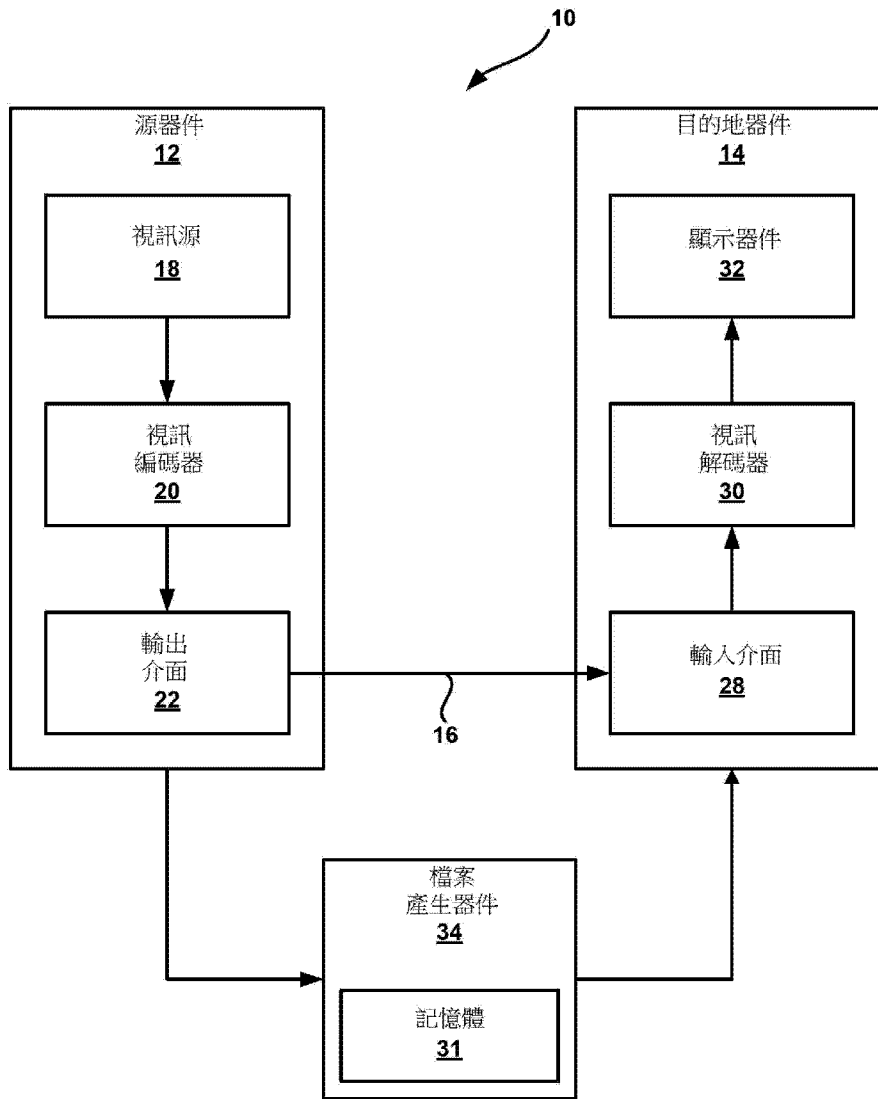 10
源器件
12
視訊源
18
視訊
編碼器
20
輸出
介面
22
16
目的地器件
14
顯示器件
32
視訊
解碼器
30
輸入介面
28
檔案
產生器件
34
記憶體
31